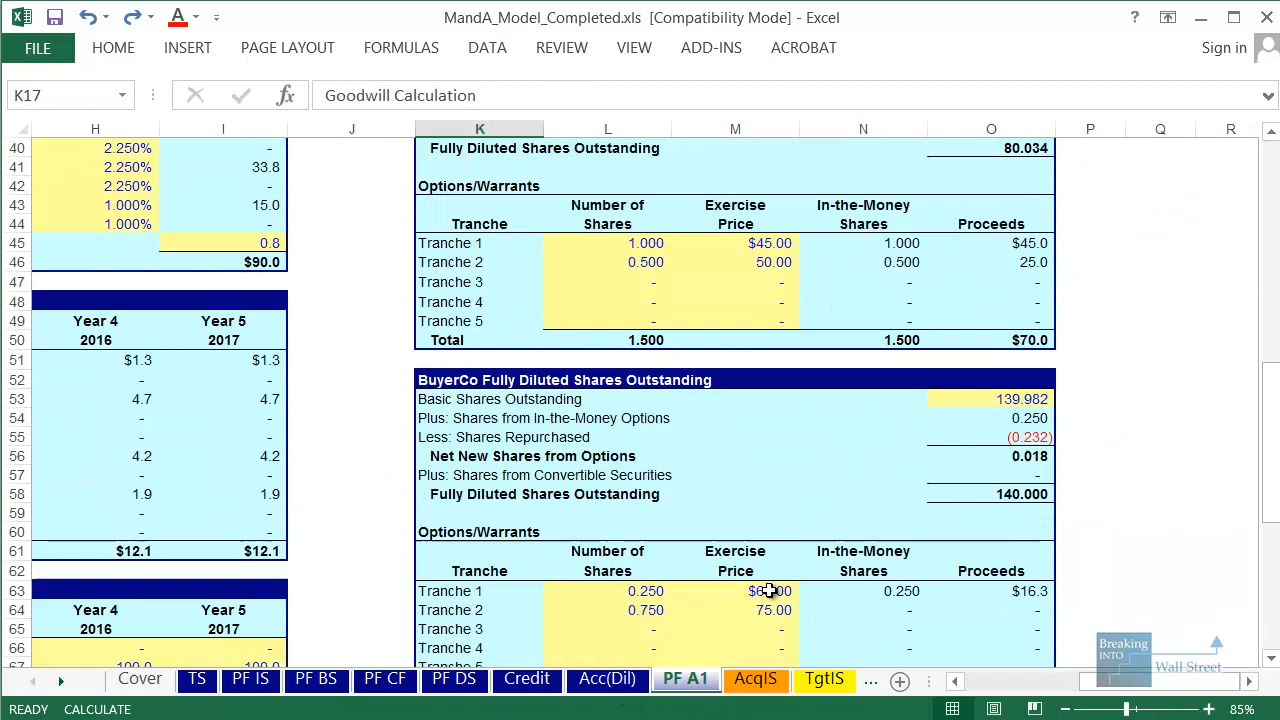 MandA_Model_Completed.xls [Compatibility Mode] - Excel
FILE HOME INSERT PAGE LAYOUT FORMULAS DATA REVIEW VIEW ADD-INS ACROBAT Sign in
K17 fx Goodwill Calculation
H I J K L M N O P Q R
40 2.250% - Fully Diluted Shares Outstanding 80.034
41 2.250% 33.8
42 2.250% - Options/Warrants
43 1.000% 15.0 Number of Exercise In-the-Money
44 1.000% - Tranche Shares Price Shares Proceeds
45 0.8 Tranche 1 1.000 $45.00 1.000 $45.0
46 $90.0 Tranche 2 0.500 50.00 0.500 25.0
47 Tranche 3 - - - -
48 Tranche 4 - - - -
49 Year 4 Year 5 Tranche 5 - - - -
50 2016 2017 Total 1.500 1.500 $70.0
51 $1.3 $1.3
52 - - BuyerCo Fully Diluted Shares Outstanding
53 4.7 4.7 Basic Shares Outstanding 139.982
54 - - Plus: Shares from In-the-Money Options 0.250
55 - - Less: Shares Repurchased (0.232)
56 4.2 4.2 Net New Shares from Options 0.018
57 - - Plus: Shares from Convertible Securities -
58 1.9 1.9 Fully Diluted Shares Outstanding 140.000
59 - -
60 - - Options/Warrants
61 $12.1 $12.1 Number of Exercise In-the-Money
62 Tranche Shares Price Shares Proceeds
63 Year 4 Year 5 Tranche 1 0.250 0.250 $16.3
64 2016 2017 Tranche 2 0.750 75.00 - -
65 Tranche 3 - - - -
66 - - Tranche 4 - - - -
67 100.0 100.0 Tranche 5 - - - -
Breaking
INTO
Wall Street
Cover TS PF IS PF BS PF CF PF DS Credit Acc(Dil) PF A1 AcqIS TgtIS ...
READY CALCULATE 85%